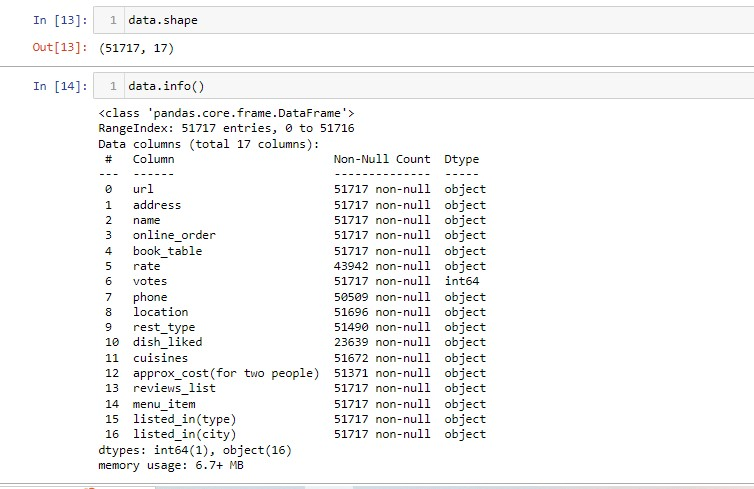 In [13]: 1 data.shape
Out[13]: (51717, 17)
In [14]: 1 data.info()
<class 'pandas.core.frame.DataFrame'>
RangeIndex: 51717 entries, 0 to 51716
Data columns (total 17 columns):
 #   Column                       Non-Null Count  Dtype
---  ------                       --------------  -----
 0   url                          51717 non-null  object
 1   address                      51717 non-null  object
 2   name                         51717 non-null  object
 3   online_order                 51717 non-null  object
 4   book_table                   51717 non-null  object
 5   rate                         43942 non-null  object
 6   votes                        51717 non-null  int64
 7   phone                        50509 non-null  object
 8   location                     51696 non-null  object
 9   rest_type                    51490 non-null  object
 10  dish_liked                   23639 non-null  object
 11  cuisines                     51672 non-null  object
 12  approx_cost(for two people)  51371 non-null  object
 13  reviews_list                 51717 non-null  object
 14  menu_item                    51717 non-null  object
 15  listed_in(type)              51717 non-null  object
 16  listed_in(city)              51717 non-null  object
dtypes: int64(1), object(16)
memory usage: 6.7+ MB